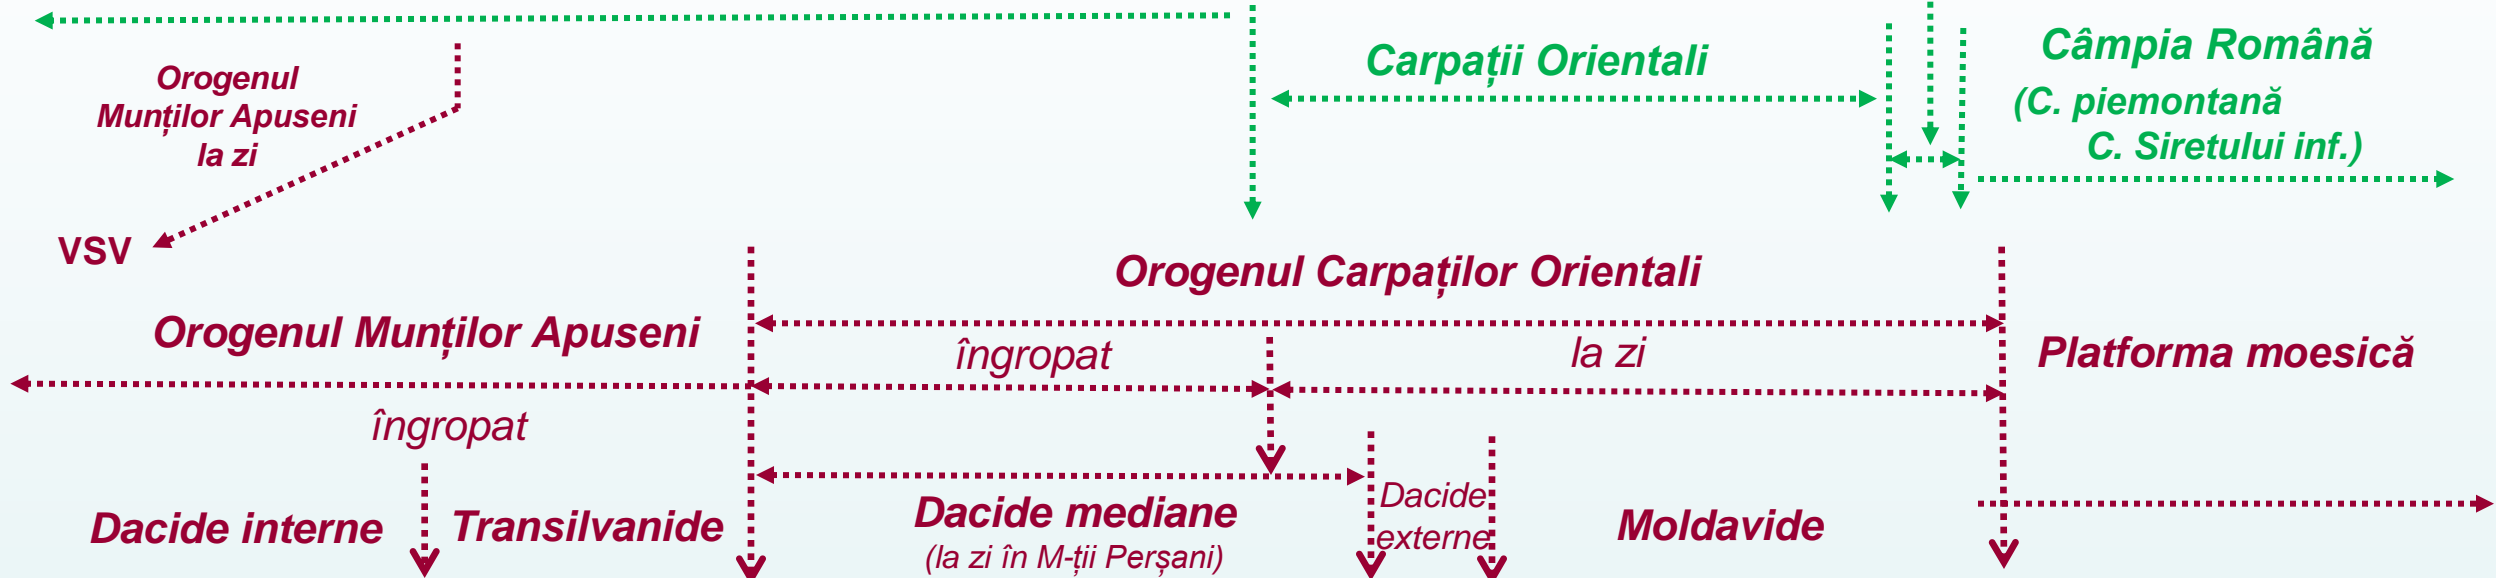 Orogenul
Munților Apuseni
la zi
Carpații Orientali
Câmpia Română
(C. piemontană
C. Siretului inf.)
VSV
Orogenul Carpaților Orientali
Orogenul Munților Apuseni
îngropat
la zi
Platforma moesică
îngropat
Dacide interne
Transilvanide
Dacide mediane
(la zi în M-ții Perșani)
Dacide
externe
Moldavide